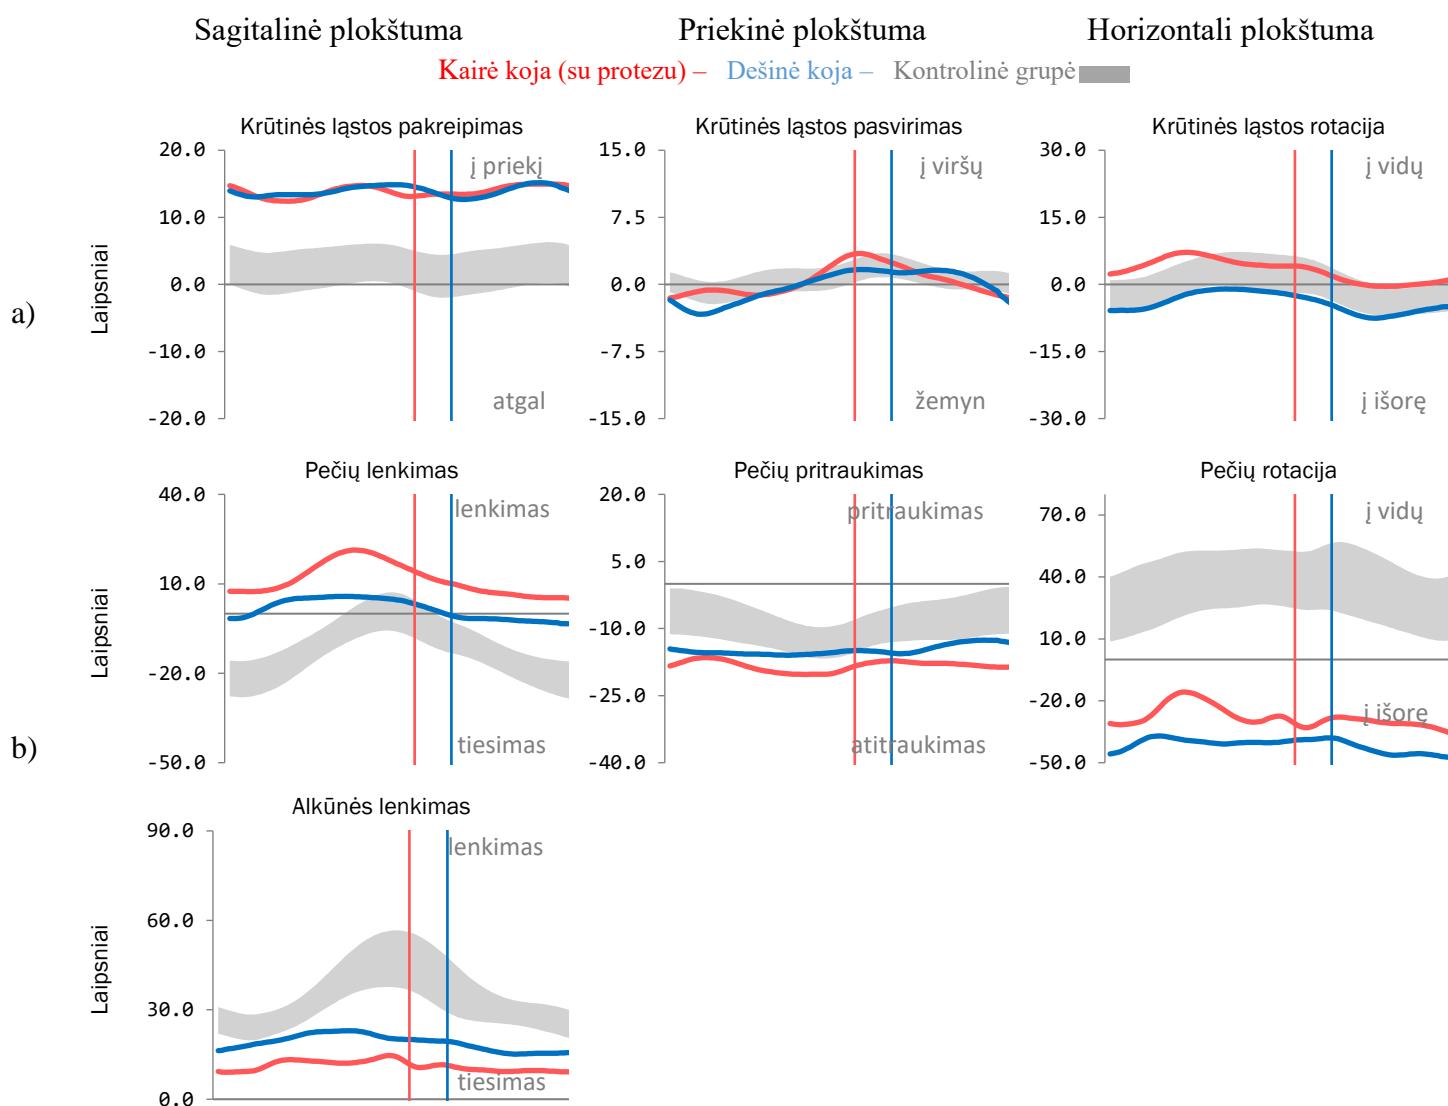 Sagitalinė plokštuma Priekinė plokštuma Horizontali plokštuma
Kairė koja (su protezu) – Dešinė koja – Kontrolinė grupė
a)
Krūtinės ląstos pakreipimas
20.0
10.0
0.0
-10.0
-20.0
Laipsniai
į priekį
atgal
Krūtinės ląstos pasvirimas
15.0
7.5
0.0
-7.5
-15.0
į viršų
žemyn
Krūtinės ląstos rotacija
30.0
15.0
0.0
-15.0
-30.0
į vidų
į išorę
b)
Pečių lenkimas
40.0
10.0
-20.0
-50.0
Laipsniai
lenkimas
tiesimas
Pečių pritraukimas
20.0
5.0
-10.0
-25.0
-40.0
pritraukimas
atitraukimas
Pečių rotacija
70.0
40.0
10.0
-20.0
-50.0
į vidų
į išorę
Alkūnės lenkimas
90.0
60.0
30.0
0.0
Laipsniai
lenkimas
tiesimas